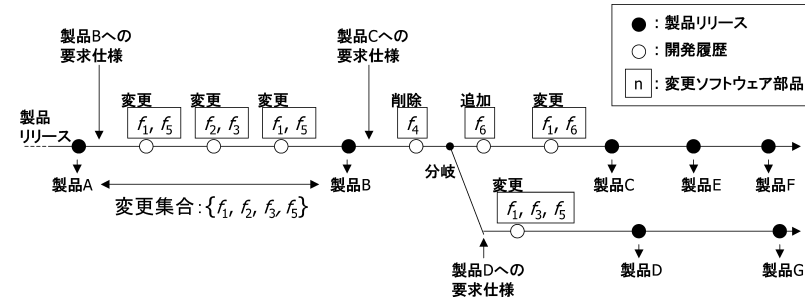 製品Bへの
要求仕様
製品Cへの
要求仕様
●：製品リリース
○：開発履歴
n：変更ソフトウェア部品
変更
変更
変更
削除
追加
変更
f1, f5
f2, f3
f1, f5
f4
f6
f1, f6
製品
リリース
分岐
製品A
製品B
製品C
製品E
製品F
変更集合：{f1, f2, f3, f5}
変更
f1, f3, f5
製品Dへの
要求仕様
製品D
製品G